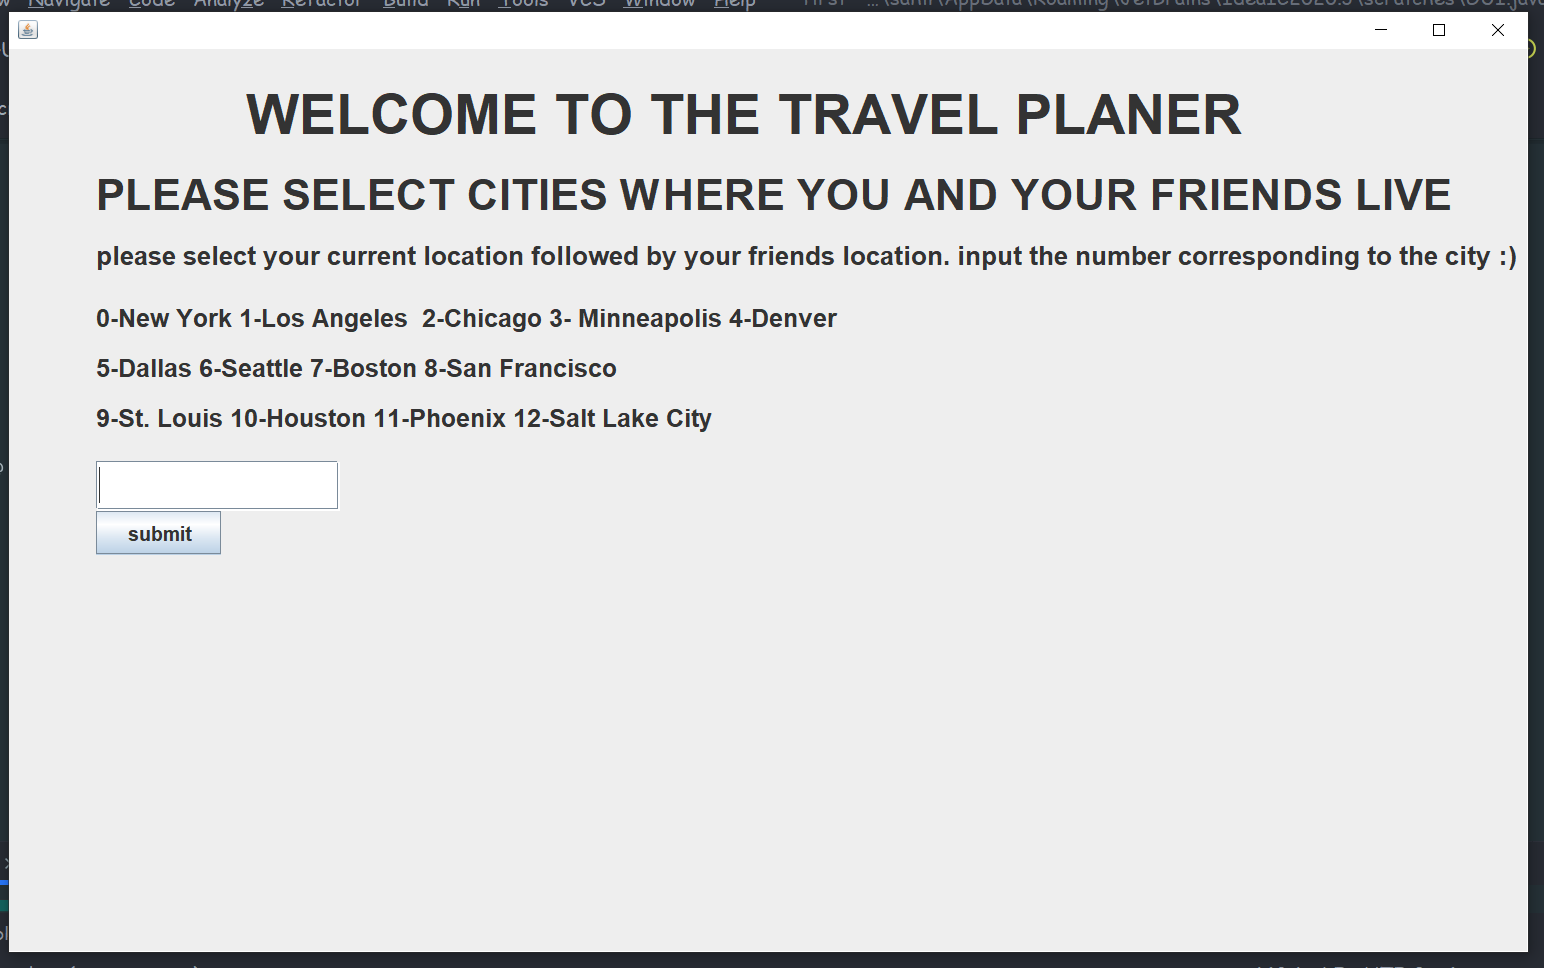 Navigate Code Analyze Refactor Build Run Tools VCS Window Help
WELCOME TO THE TRAVEL PLANER
PLEASE SELECT CITIES WHERE YOU AND YOUR FRIENDS LIVE
please select your current location followed by your friends location. input the number corresponding to the city :)
0-New York 1-Los Angeles  2-Chicago 3- Minneapolis 4-Denver
5-Dallas 6-Seattle 7-Boston 8-San Francisco
9-St. Louis 10-Houston 11-Phoenix 12-Salt Lake City
submit